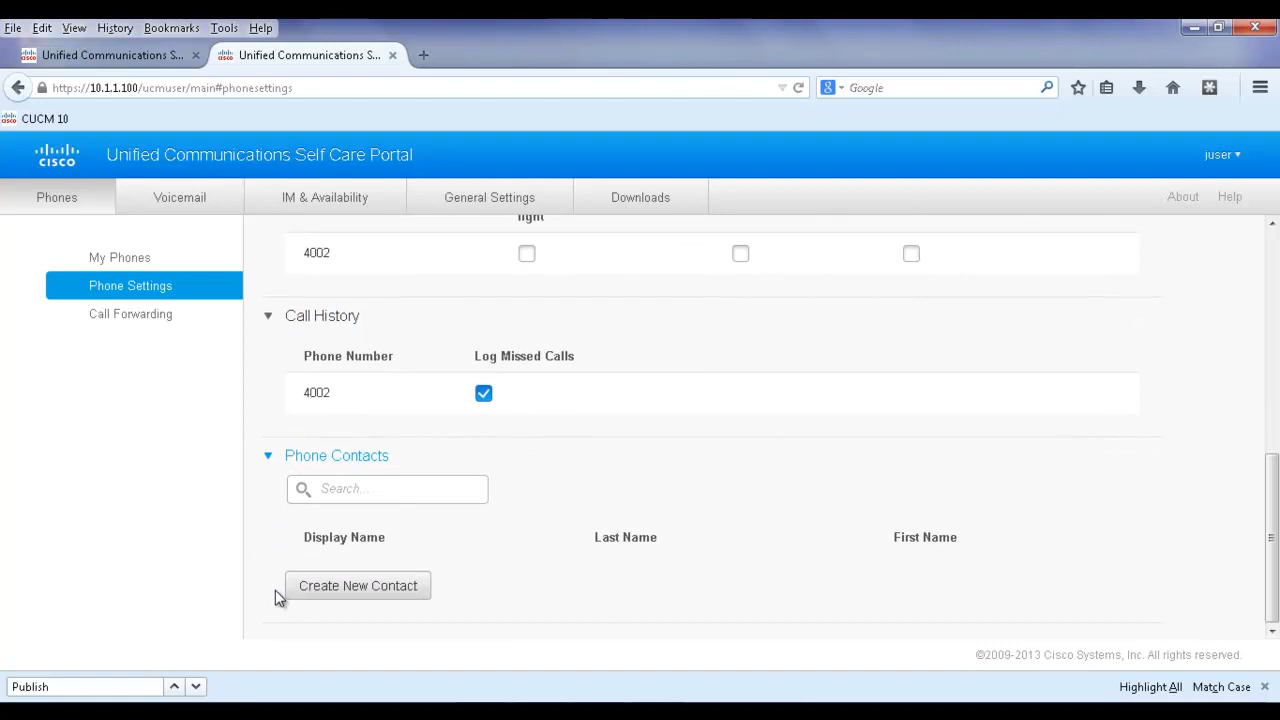 File Edit View History Bookmarks Tools Help
Unified Communications S... × Unified Communications S... × +
https://10.1.1.100/ucmuser/main#phonesettings Google
CUCM 10
CISCO Unified Communications Self Care Portal juser
Phones Voicemail IM & Availability General Settings Downloads About Help
light
My Phones
4002
Phone Settings
Call Forwarding
Call History
Phone Number Log Missed Calls
4002
Phone Contacts
Search...
Display Name Last Name First Name
Create New Contact
©2009-2013 Cisco Systems, Inc. All rights reserved.
Publish Highlight All Match Case ×